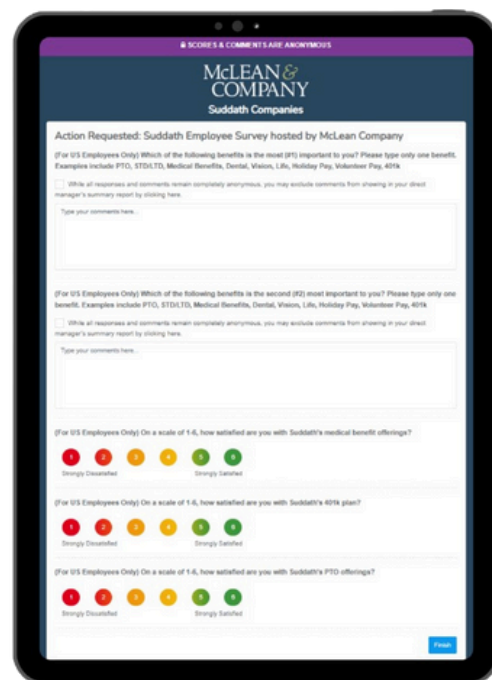 SCORES & COMMENTS ARE ANONYMOUS
McLEAN &
COMPANY
Suddath Companies
Action Requested: Suddath Employee Survey hosted by McLean Company
(For US Employees Only) Which of the following benefits is the most (#1) important to you? Please type only one benefit.
Examples include PTO, STD/LTD, Medical Benefits, Dental, Vision, Life, Holiday Pay, Volunteer Pay, 401k
While all responses and comments remain completely anonymous, you may exclude comments from showing in your direct
manager's summary report by clicking here.
Type your comments here...
(For US Employees Only) Which of the following benefits is the second (#2) most important to you? Please type only one
benefit. Examples include PTO, STD/LTD, Medical Benefits, Dental, Vision, Life, Holiday Pay, Volunteer Pay, 401k
While all responses and comments remain completely anonymous, you may exclude comments from showing in your direct
manager's summary report by clicking here.
Type your comments here...
(For US Employees Only) On a scale of 1-6, how satisfied are you with Suddath's medical benefit offerings?
1 2 3 4 5 6
Strongly Dissatisfied Strongly Satisfied
(For US Employees Only) On a scale of 1-6, how satisfied are you with Suddath's 401k plan?
1 2 3 4 5 6
Strongly Dissatisfied Strongly Satisfied
(For US Employees Only) On a scale of 1-6, how satisfied are you with Suddath's PTO offerings?
1 2 3 4 5 6
Strongly Dissatisfied Strongly Satisfied
Finish